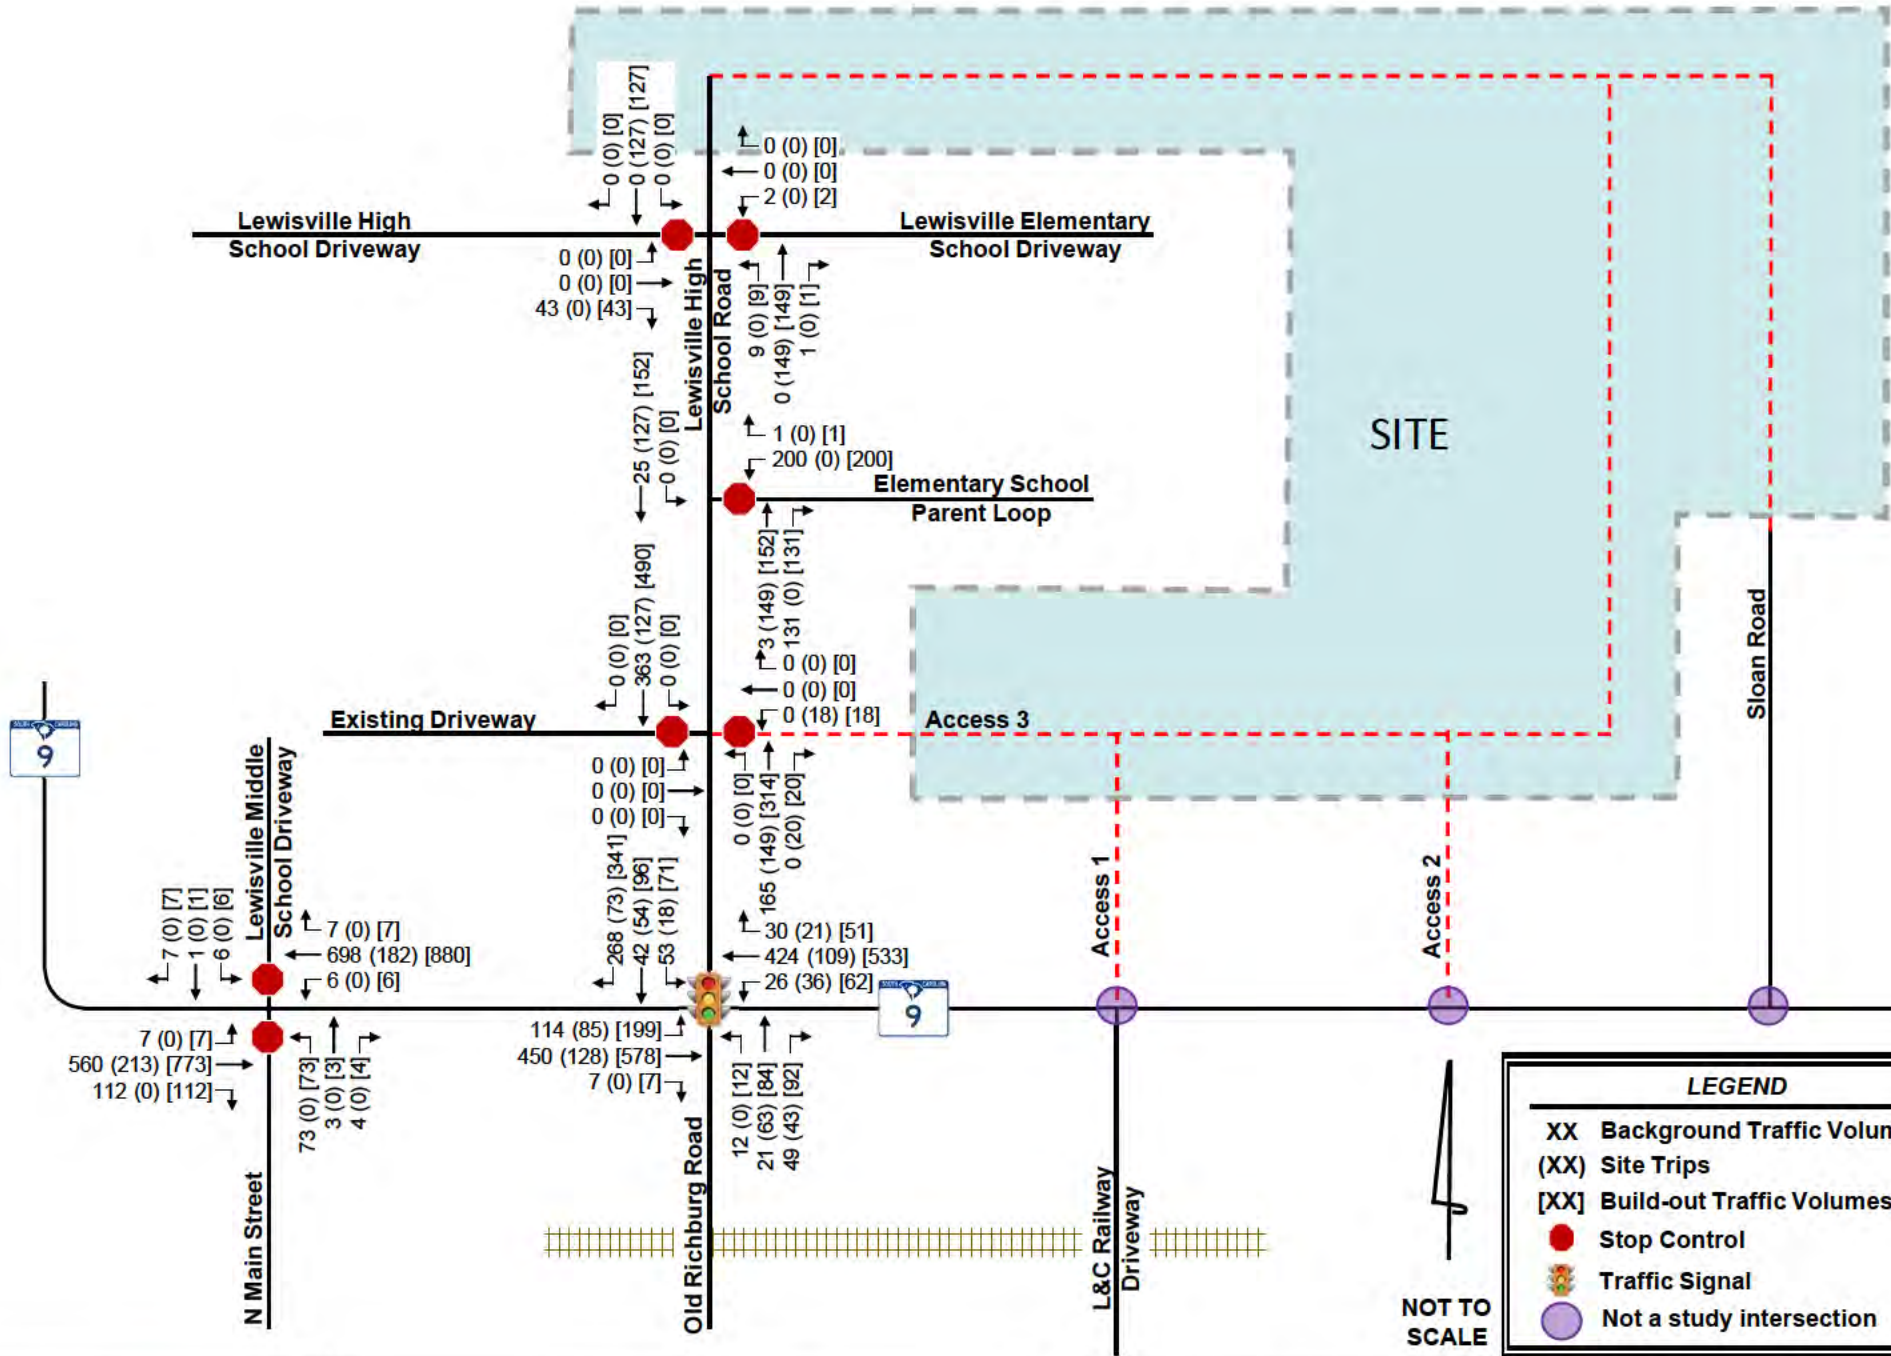 0 (0) [0]
0 (127) [127]
0 (0) [0]
0 (0) [0]
0 (0) [0]
2 (0) [2]
Lewisville High
School Driveway
Lewisville Elementary
School Driveway
0 (0) [0]
0 (0) [0]
43 (0) [43]
Lewisville High
School Road
9 (0) [9]
0 (149) [149]
1 (0) [1]
25 (127) [152]
0 (0) [0]
1 (0) [1]
200 (0) [200]
SITE
Elementary School
Parent Loop
3 (149) [152]
131 (0) [131]
0 (0) [0]
363 (127) [490]
0 (0) [0]
0 (0) [0]
0 (0) [0]
0 (18) [18]
Existing Driveway
Access 3
Sloan Road
9
0 (0) [0]
0 (0) [0]
0 (0) [0]
0 (0) [0]
165 (149) [314]
0 (20) [20]
Lewisville Middle
School Driveway
7 (0) [7]
1 (0) [1]
6 (0) [6]
7 (0) [7]
698 (182) [880]
6 (0) [6]
268 (73) [341]
42 (54) [96]
53 (18) [71]
30 (21) [51]
424 (109) [533]
26 (36) [62]
Access 1
Access 2
9
7 (0) [7]
560 (213) [773]
112 (0) [112]
73 (0) [73]
3 (0) [3]
4 (0) [4]
114 (85) [199]
450 (128) [578]
7 (0) [7]
12 (0) [12]
21 (63) [84]
49 (43) [92]
N Main Street
Old Richburg Road
L&C Railway
Driveway
NOT TO
SCALE
LEGEND
XX Background Traffic Volum
(XX) Site Trips
[XX] Build-out Traffic Volumes
Stop Control
Traffic Signal
Not a study intersection